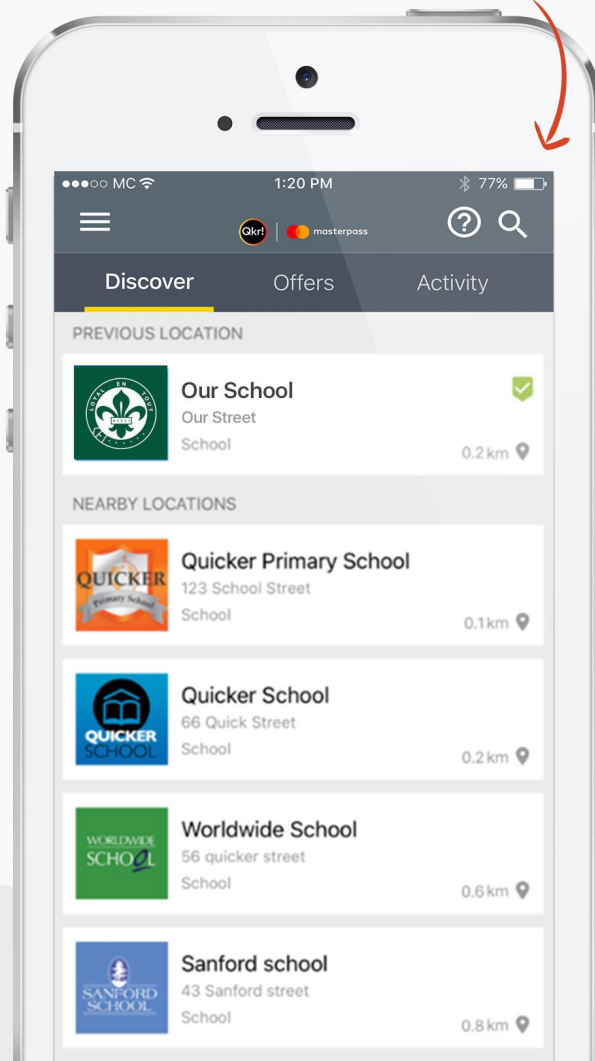 MC 1:20 PM 77%
Qkr! masterpass
Discover Offers Activity
PREVIOUS LOCATION
LOYAL EN TOUT
Our School
Our Street
School
0.2 km
NEARBY LOCATIONS
QUICKER
Primary School
Quicker Primary School
123 School Street
School
0.1 km
QUICKER
SCHOOL
Quicker School
66 Quick Street
School
0.2 km
WORLDWIDE
SCHOOL
Worldwide School
56 quicker street
School
0.6 km
SANFORD
SCHOOL
Sanford school
43 Sanford street
School
0.8 km